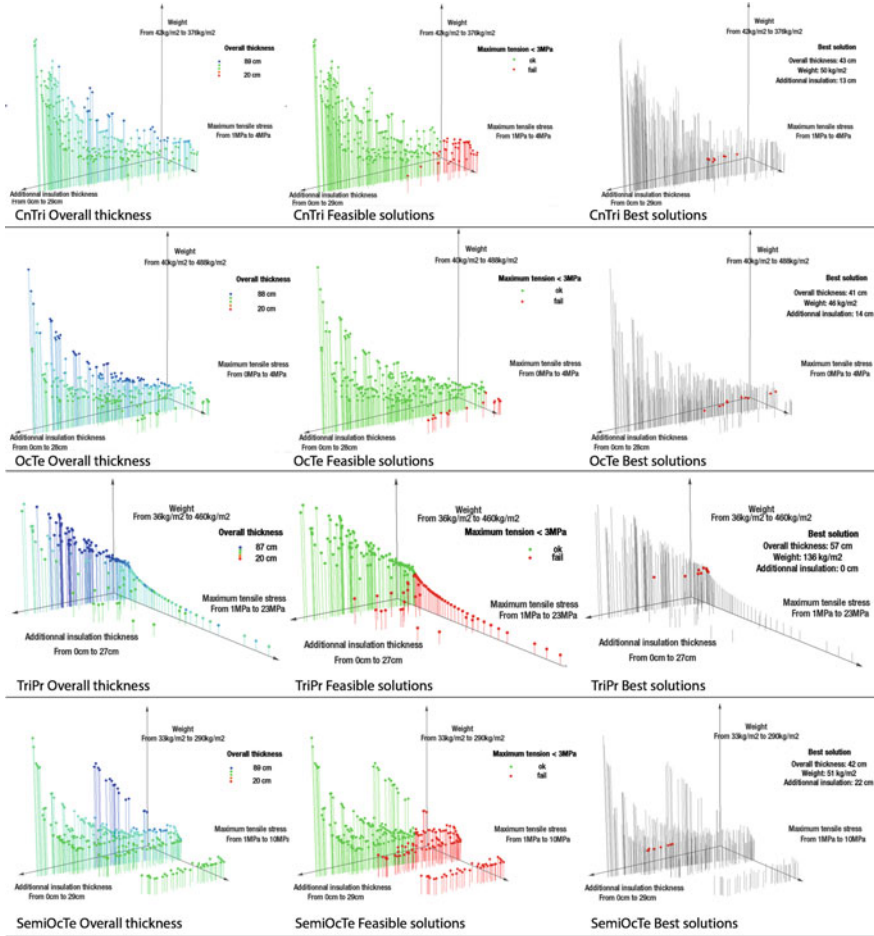 Weight
From 42kg/m2 to 376kg/m2
Overall thickness
89 cm
20 cm
Maximum tensile stress
From 1MPa to 4MPa
Additionnal insulation thickness
From 0cm to 29cm
CnTri Overall thickness
Weight
From 42kg/m2 to 376kg/m2
Maximum tension < 3MPa
ok
fail
Maximum tensile stress
From 1MPa to 4MPa
Additionnal insulation thickness
From 0cm to 29cm
CnTri Feasible solutions
Weight
From 42kg/m2 to 376kg/m2
Best solution
Overall thickness: 43 cm
Weight: 50 kg/m2
Additionnal insulation: 13 cm
Maximum tensile stress
From 1MPa to 4MPa
Additionnal insulation thickness
From 0cm to 29cm
CnTri Best solutions
Weight
From 40kg/m2 to 488kg/m2
Overall thickness
88 cm
20 cm
Maximum tensile stress
From 0MPa to 4MPa
Additionnal insulation thickness
From 0cm to 28cm
OcTe Overall thickness
Weight
From 40kg/m2 to 488kg/m2
Maximum tension < 3MPa
ok
fail
Maximum tensile stress
From 0MPa to 4MPa
Additionnal insulation thickness
From 0cm to 28cm
OcTe Feasible solutions
Weight
From 40kg/m2 to 488kg/m2
Best solution
Overall thickness: 41 cm
Weight: 46 kg/m2
Additionnal insulation: 14 cm
Maximum tensile stress
From 0MPa to 4MPa
Additionnal insulation thickness
From 0cm to 28cm
OcTe Best solutions
Weight
From 36kg/m2 to 460kg/m2
Overall thickness
87 cm
20 cm
Maximum tensile stress
From 1MPa to 23MPa
Additionnal insulation thickness
From 0cm to 27cm
TriPr Overall thickness
Weight
From 36kg/m2 to 460kg/m2
Maximum tension < 3MPa
ok
fail
Maximum tensile stress
From 1MPa to 23MPa
Additionnal insulation thickness
From 0cm to 27cm
TriPr Feasible solutions
Weight
From 36kg/m2 to 460kg/m2
Best solution
Overall thickness: 57 cm
Weight: 136 kg/m2
Additionnal insulation: 0 cm
Maximum tensile stress
From 1MPa to 23MPa
Additionnal insulation thickness
From 0cm to 27cm
TriPr Best solutions
Weight
From 33kg/m2 to 290kg/m2
Overall thickness
89 cm
20 cm
Maximum tensile stress
From 1MPa to 10MPa
Additionnal insulation thickness
From 0cm to 29cm
SemiOcTe Overall thickness
Weight
From 33kg/m2 to 290kg/m2
Maximum tension < 3MPa
ok
fail
Maximum tensile stress
From 1MPa to 10MPa
Additionnal insulation thickness
From 0cm to 29cm
SemiOcTe Feasible solutions
Weight
From 33kg/m2 to 290kg/m2
Best solution
Overall thickness: 42 cm
Weight: 51 kg/m2
Additionnal insulation: 22 cm
Maximum tensile stress
From 1MPa to 10MPa
Additionnal insulation thickness
From 0cm to 29cm
SemiOcTe Best solutions